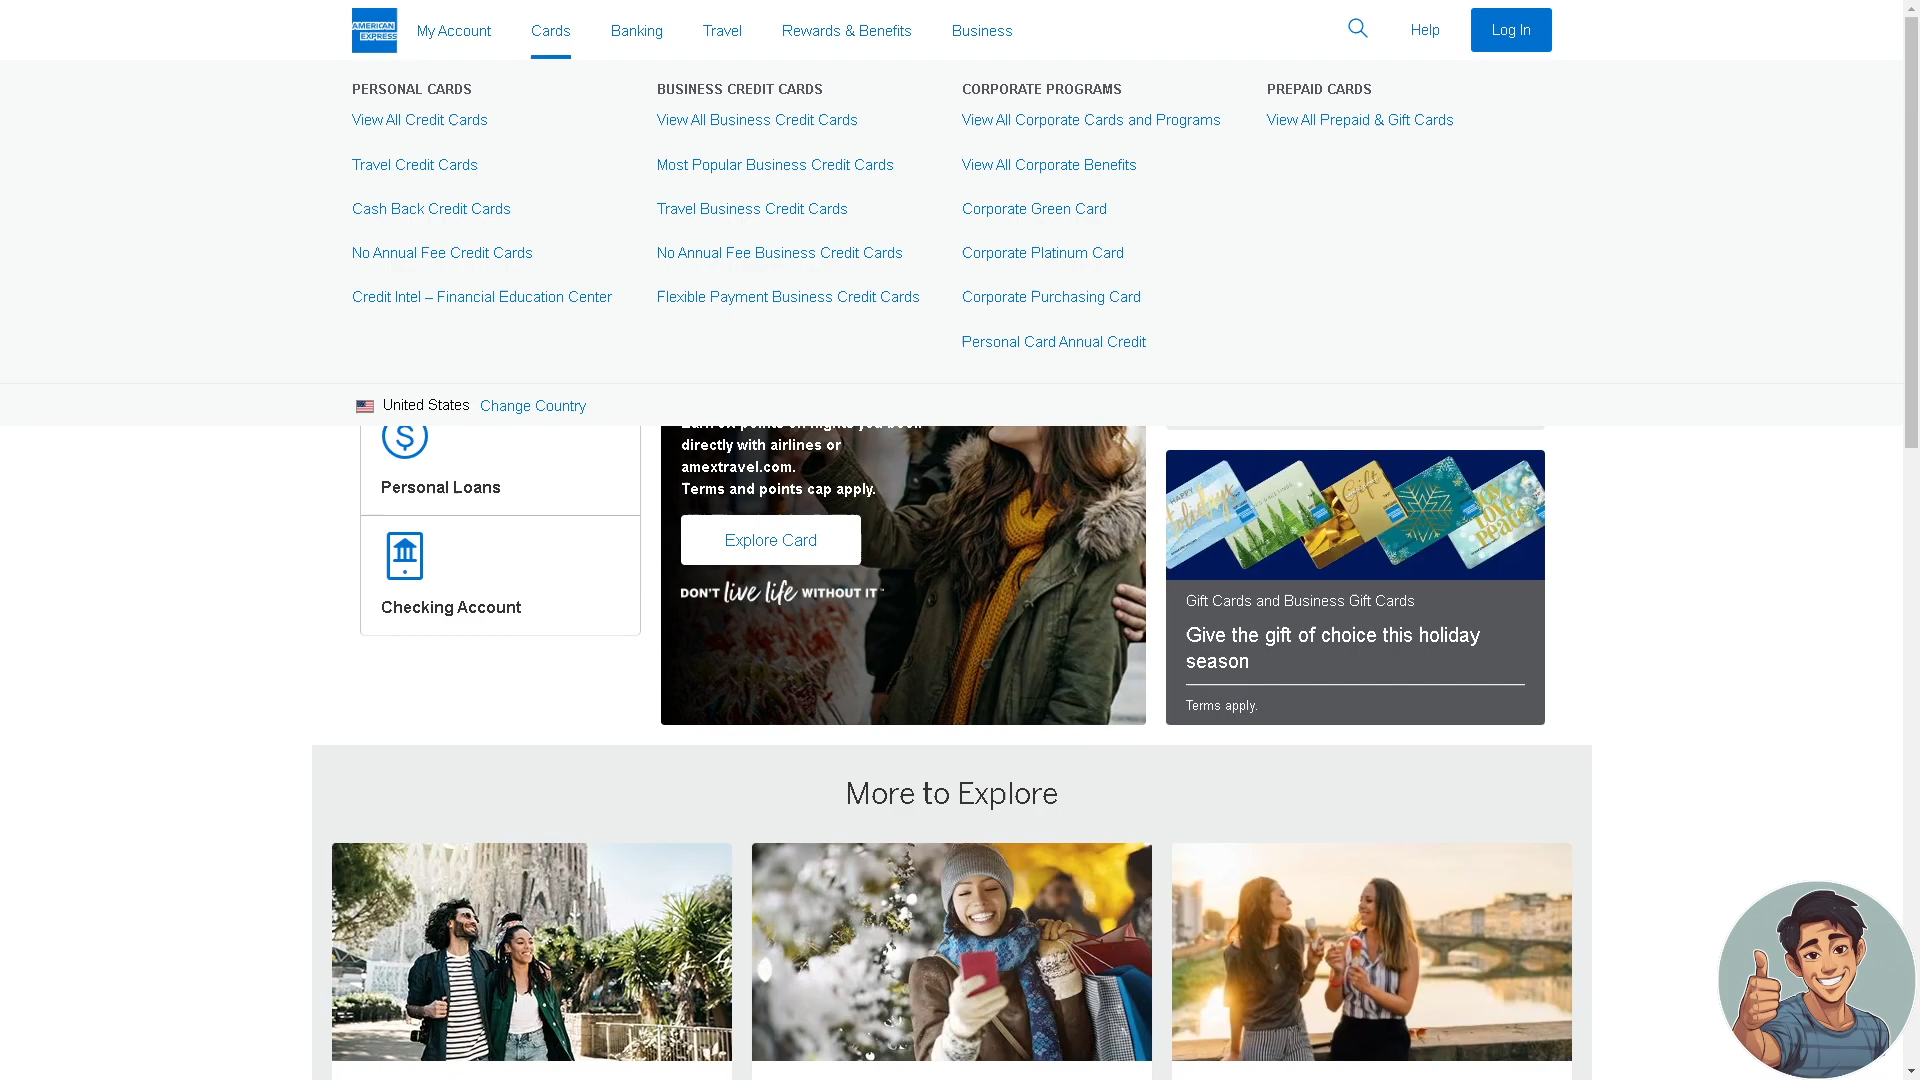 AMERICAN
EXPRESS
My Account
Cards
Banking
Travel
Rewards & Benefits
Business
Help
Log In
PERSONAL CARDS
View All Credit Cards
Travel Credit Cards
Cash Back Credit Cards
No Annual Fee Credit Cards
Credit Intel – Financial Education Center
BUSINESS CREDIT CARDS
View All Business Credit Cards
Most Popular Business Credit Cards
Travel Business Credit Cards
No Annual Fee Business Credit Cards
Flexible Payment Business Credit Cards
CORPORATE PROGRAMS
View All Corporate Cards and Programs
View All Corporate Benefits
Corporate Green Card
Corporate Platinum Card
Corporate Purchasing Card
Personal Card Annual Credit
PREPAID CARDS
View All Prepaid & Gift Cards
United States
Change Country
Personal Loans
Checking Account
directly with airlines or
amextravel.com.
Terms and points cap apply.
Explore Card
DON'T live life WITHOUT IT™
Gift Cards and Business Gift Cards
Give the gift of choice this holiday
season
Terms apply.
More to Explore